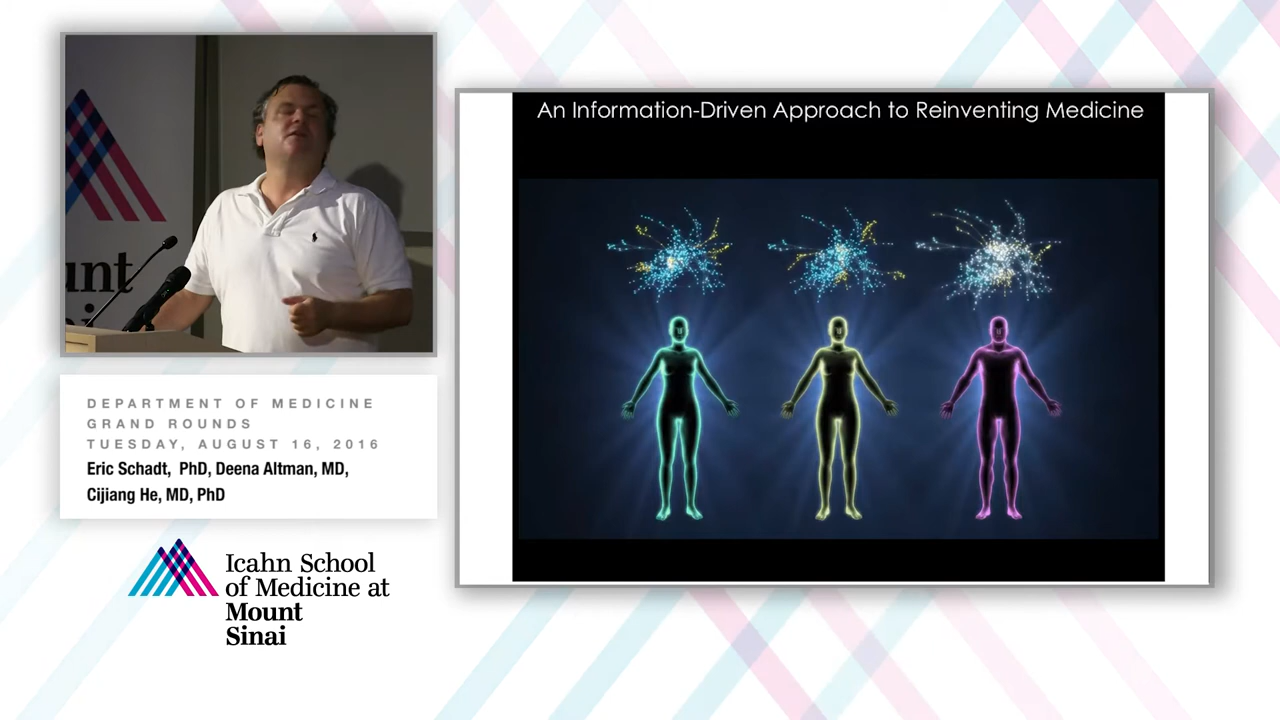 unt
An Information-Driven Approach to Reinventing Medicine
DEPARTMENT OF MEDICINE
GRAND ROUNDS
TUESDAY, AUGUST 16, 2016
Eric Schadt, PhD, Deena Altman, MD,
Cijiang He, MD, PhD
Icahn School
of Medicine at
Mount
Sinai